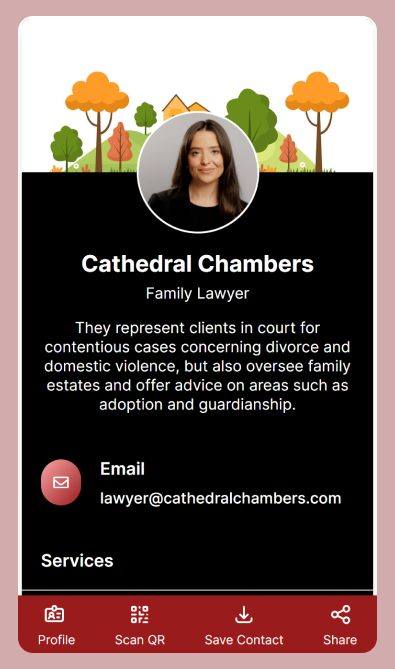 Cathedral Chambers
Family Lawyer
They represent clients in court for
contentious cases concerning divorce and
domestic violence, but also oversee family
estates and offer advice on areas such as
adoption and guardianship.
Email
lawyer@cathedralchambers.com
Services
Profile
Scan QR
Save Contact
Share